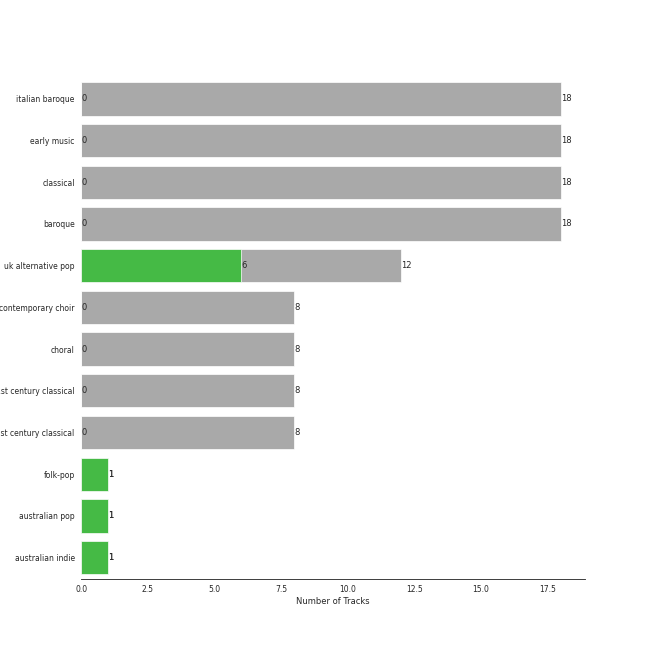 italian baroque 0 18
early music 0 18
classical 0 18
baroque 0 18
uk alternative pop 6 12
contemporary choir 0 8
choral 0 8
st century classical 0 8
st century classical 0 8
folk-pop 1
australian pop 1
australian indie 1
0.0 2.5 5.0 7.5 10.0 12.5 15.0 17.5
Number of Tracks